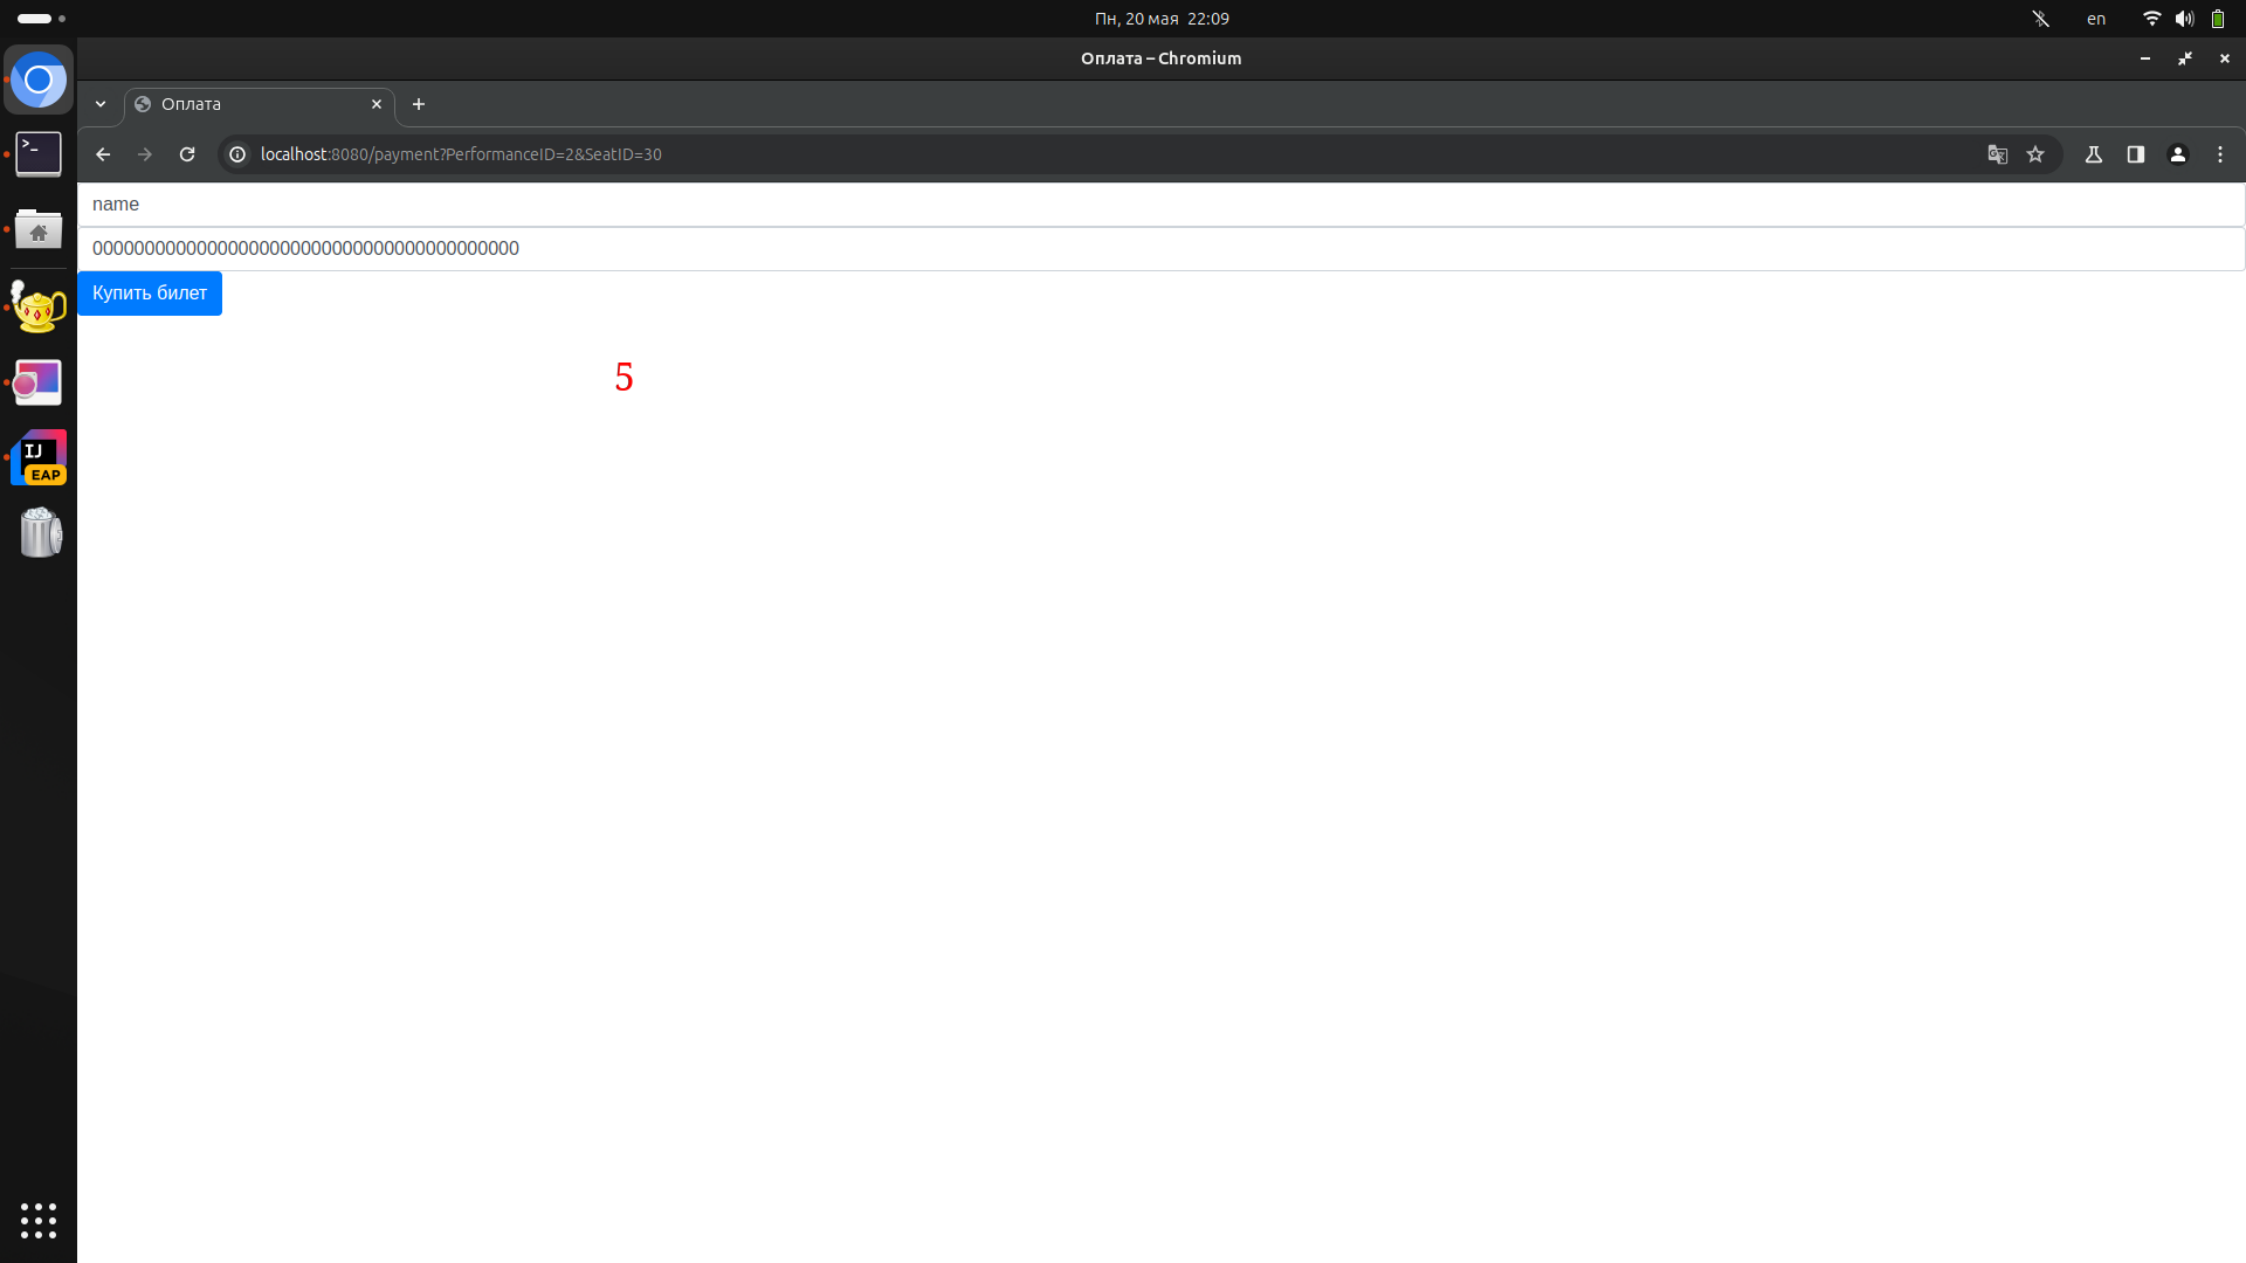 Пн, 20 мая 22:09
en
Оплата – Chromium
Оплата
localhost:8080/payment?PerformanceID=2&SeatID=30
name
00000000000000000000000000000000000000000
Купить билет
5
>_
IJ
EAP